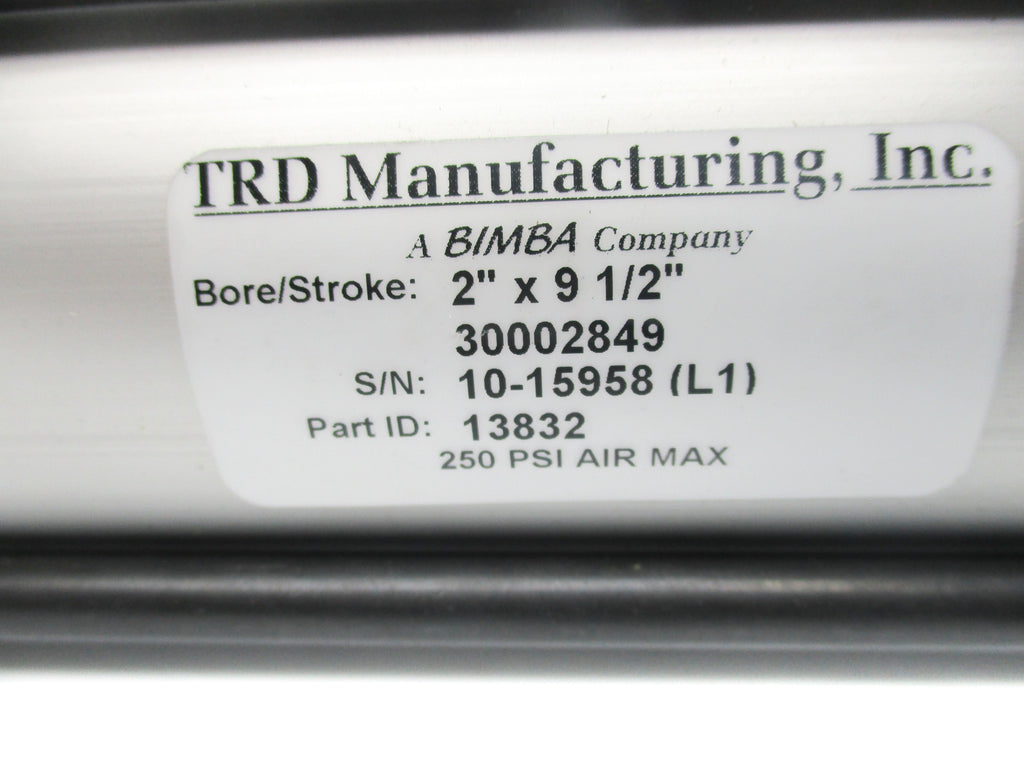 TRD Manufacturing, Inc.
A BIMBA Company
Bore/Stroke: 2" x 9 1/2"
30002849
S/N: 10-15958 (L1)
Part ID: 13832
250 PSI AIR MAX